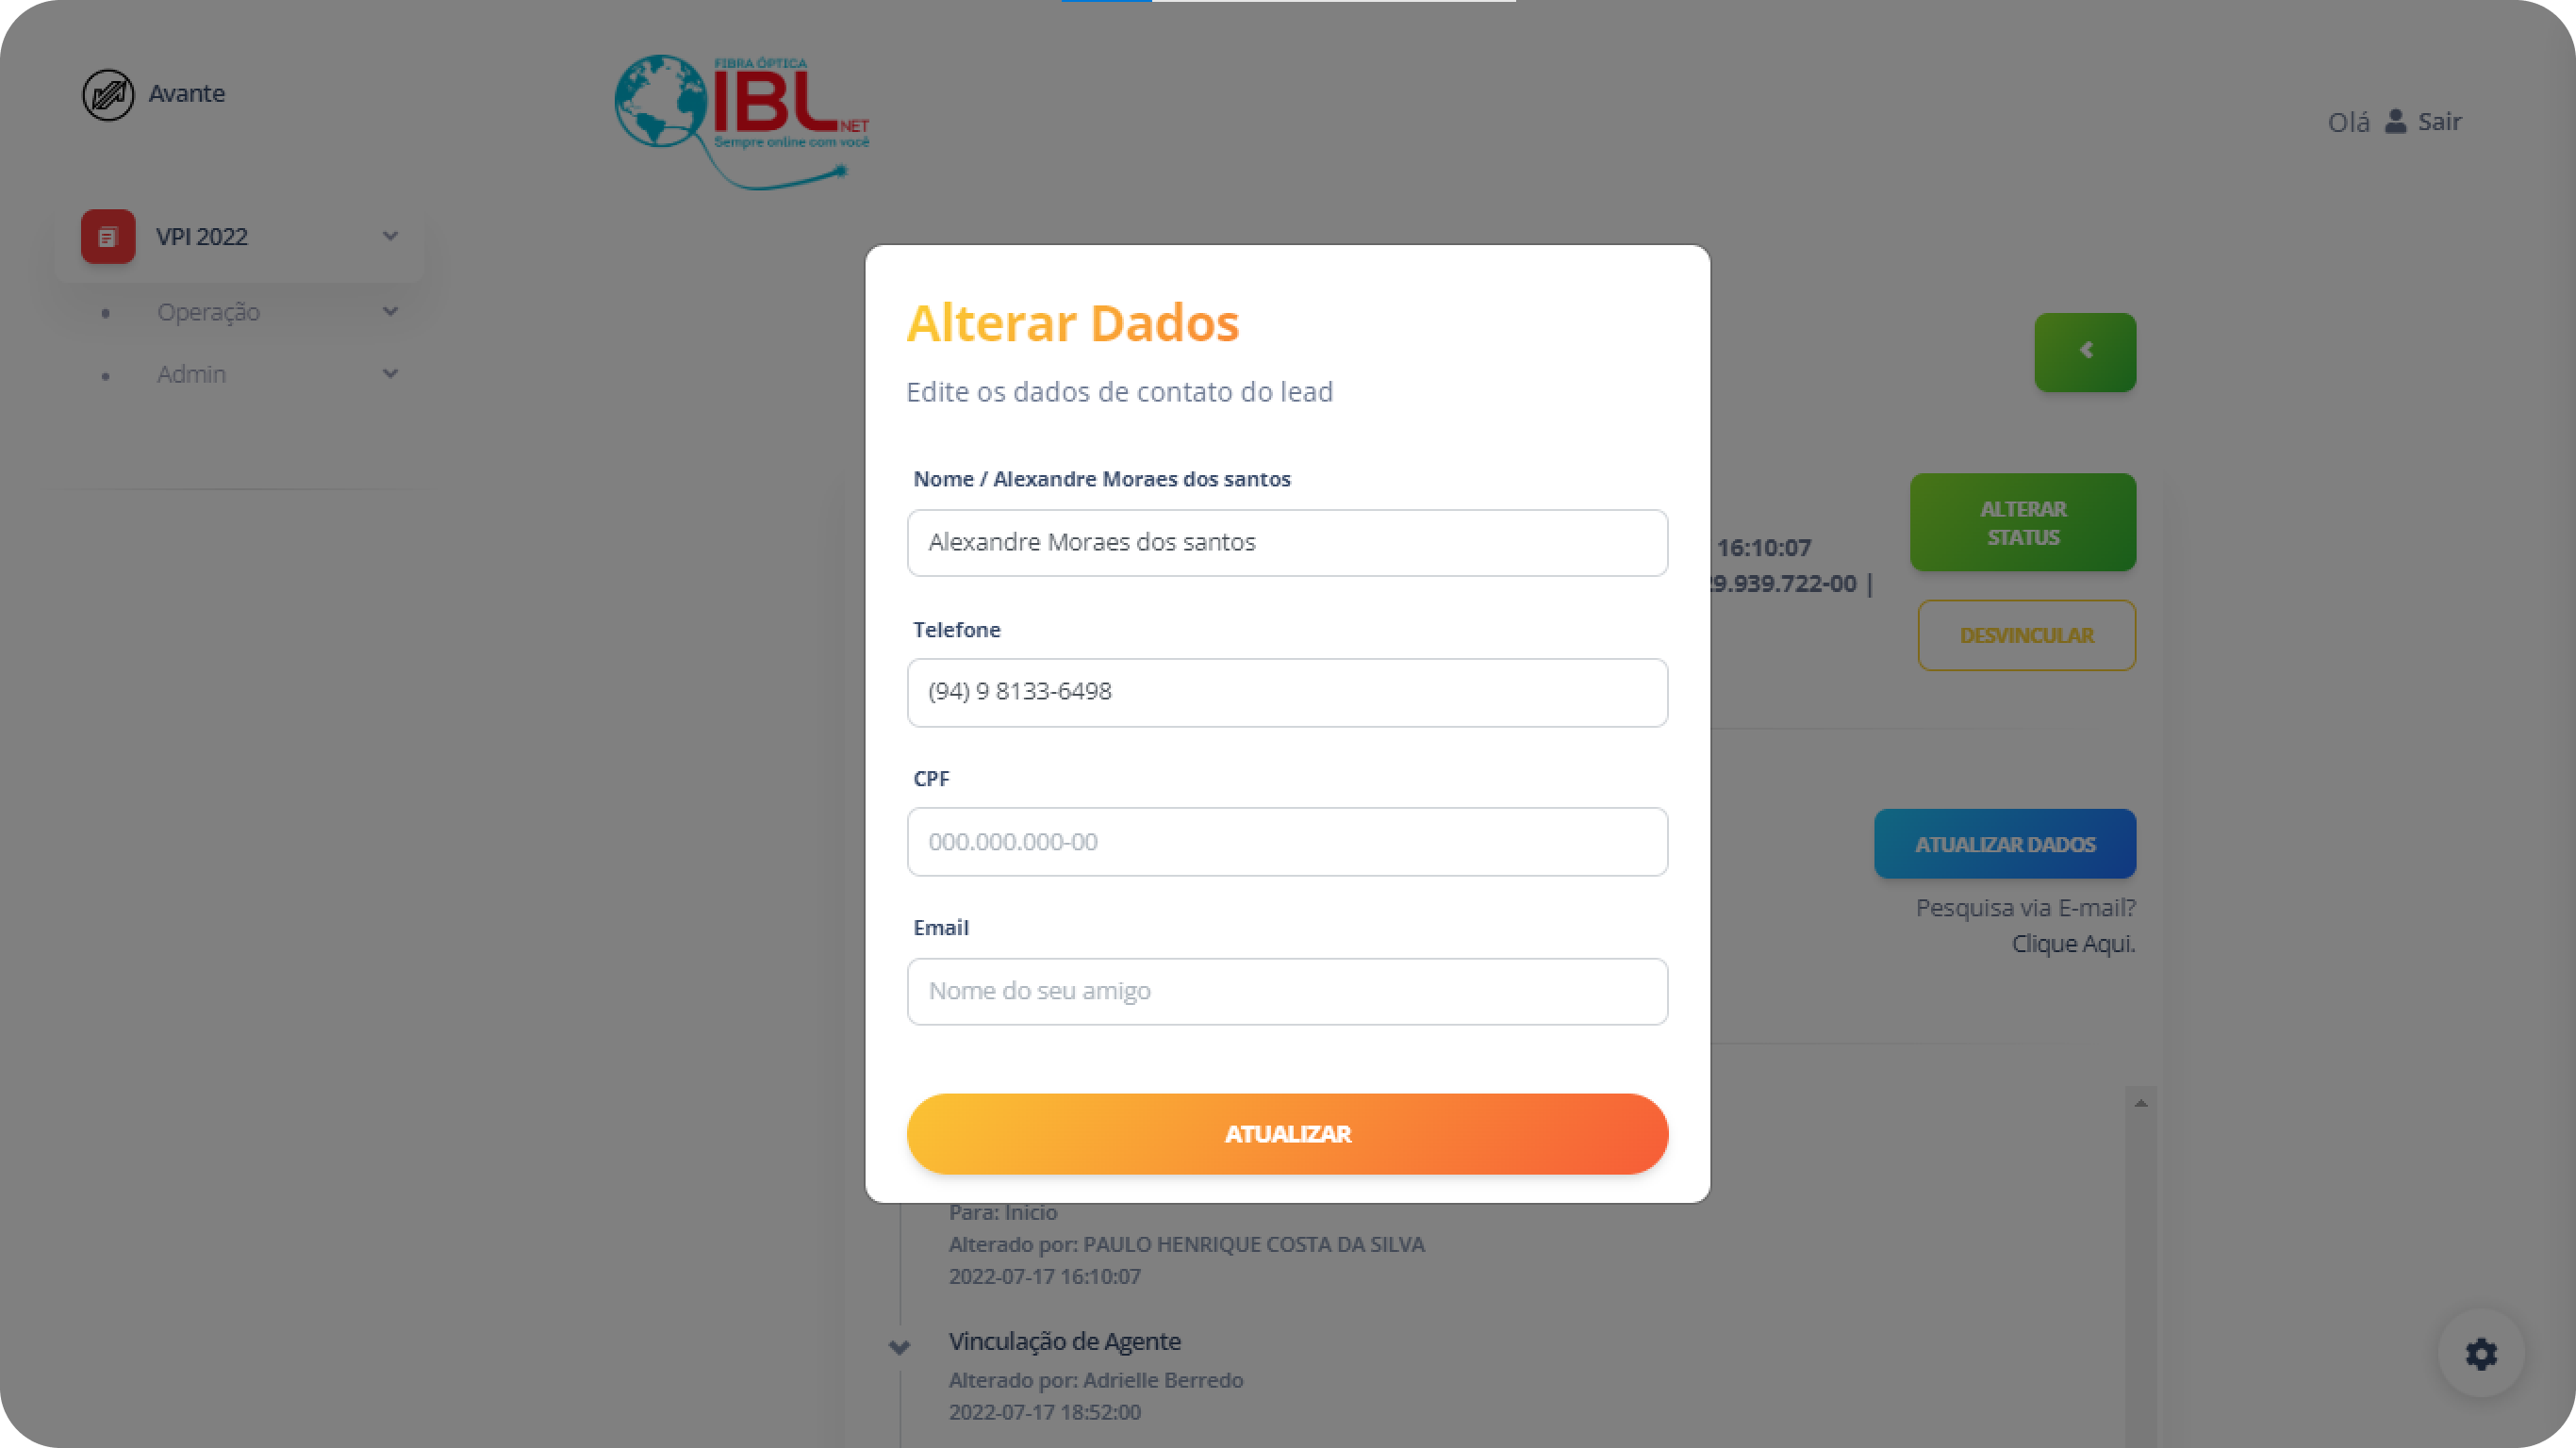 Avante
FIBRA ÓPTICA
IBL
NET
Sempre online com você
Olá Sair
VPI 2022
Operação
Admin
Alterar Dados
Edite os dados de contato do lead
Nome / Alexandre Moraes dos santos
Alexandre Moraes dos santos
Telefone
(94) 9 8133-6498
CPF
000.000.000-00
Email
Nome do seu amigo
ATUALIZAR
ALTERAR
STATUS
16:10:07
9.939.722-00 |
DESVINCULAR
ATUALIZAR DADOS
Pesquisa via E-mail?
Clique Aqui.
Para: Inicio
Alterado por: PAULO HENRIQUE COSTA DA SILVA
2022-07-17 16:10:07
Vinculação de Agente
Alterado por: Adrielle Berredo
2022-07-17 18:52:00